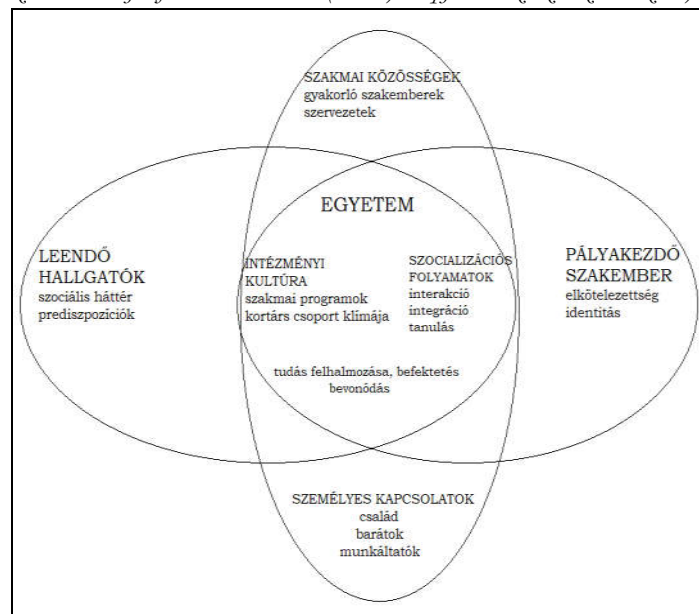 SZAKMAI KÖZÖSSÉGEK
gyakorló szakemberek
szervezetek
EGYETEM
LEENDŐ
HALLGATÓK
szociális háttér
prediszpozíciók
INTÉZMÉNYI
KULTÚRA
szakmai programok
kortárs csoport klímája
SZOCIALIZÁCIÓS
FOLYAMATOK
interakció
integráció
tanulás
PÁLYAKEZDŐ
SZAKEMBER
elkötelezettség
identitás
tudás felhalmozása, befektetés
bevonódás
SZEMÉLYES KAPCSOLATOK
család
barátok
munkáltatók